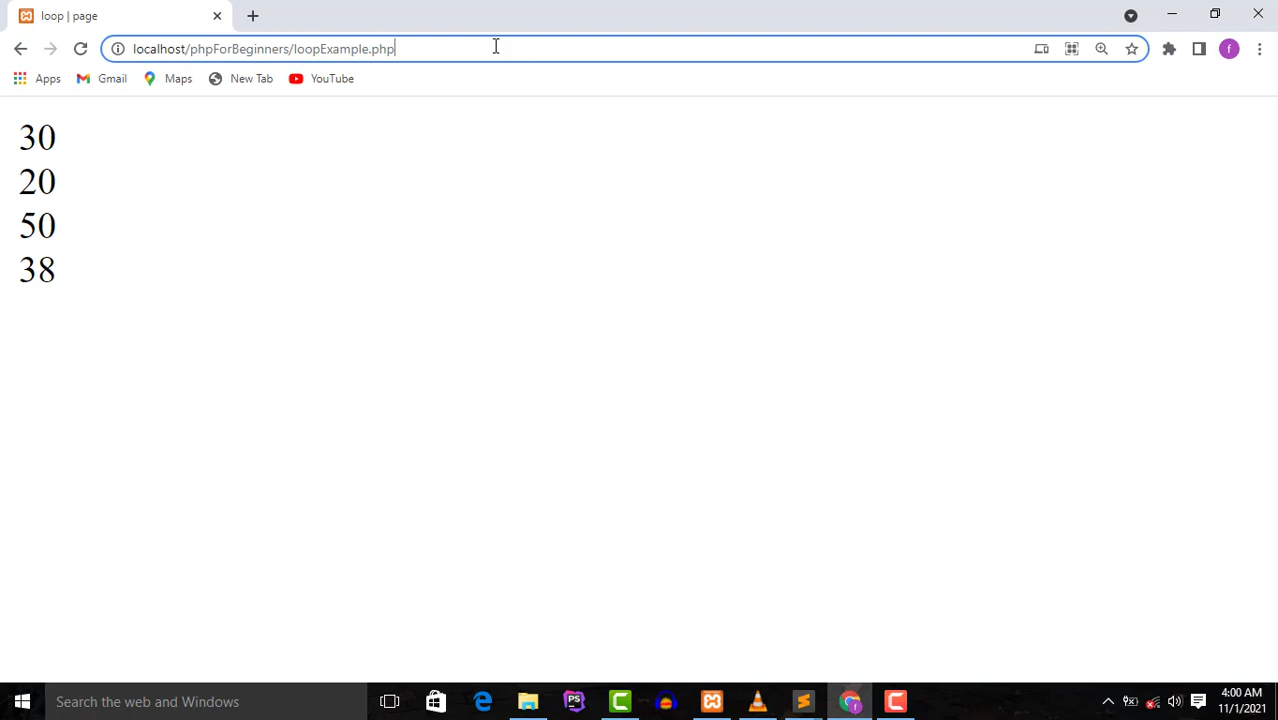 loop | page
localhost/phpForBeginners/loopExample.php
f
Apps Gmail Maps New Tab YouTube
30
20
50
38
Search the web and Windows
PS
4:00 AM
11/1/2021